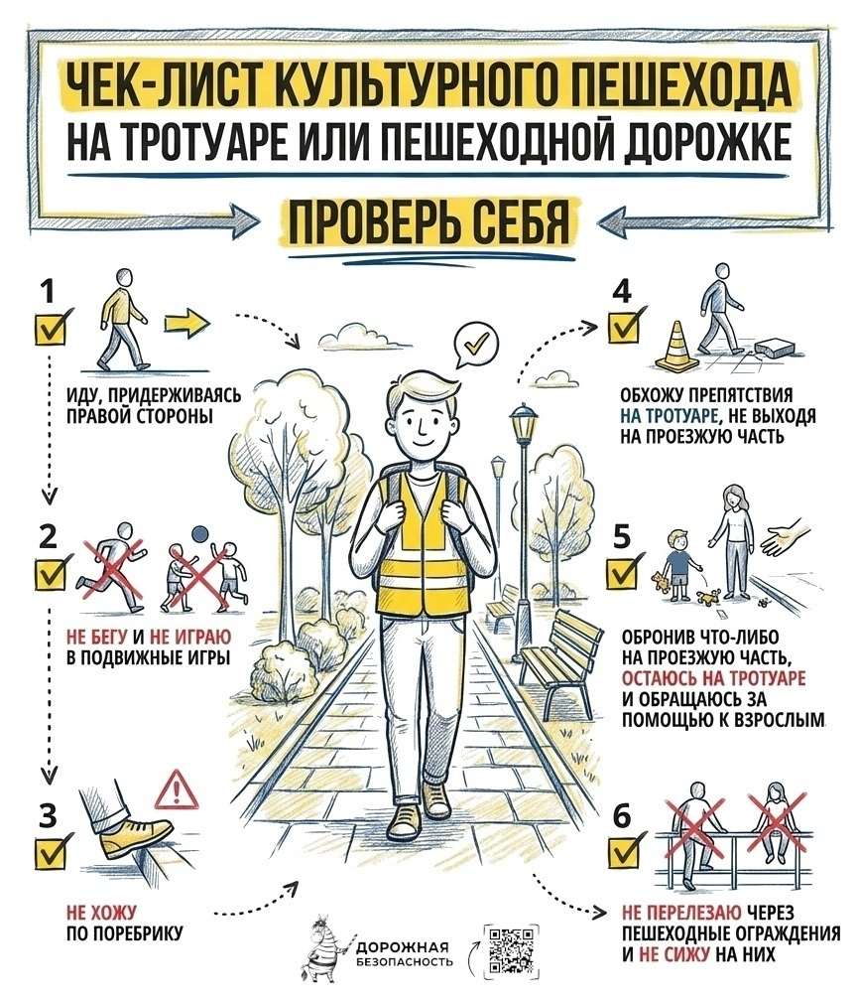 ЧЕК-ЛИСТ КУЛЬТУРНОГО ПЕШЕХОДА
НА ТРОТУАРЕ ИЛИ ПЕШЕХОДНОЙ ДОРОЖКЕ
ПРОВЕРЬ СЕБЯ
1
ИДУ, ПРИДЕРЖИВАЯСЬ
ПРАВОЙ СТОРОНЫ
2
НЕ БЕГУ И НЕ ИГРАЮ
В ПОДВИЖНЫЕ ИГРЫ
3
НЕ ХОЖУ
ПО ПОРЕБРИКУ
4
ОБХОЖУ ПРЕПЯТСТВИЯ
НА ТРОТУАРЕ, НЕ ВЫХОДЯ
НА ПРОЕЗЖУЮ ЧАСТЬ
5
ОБРОНИВ ЧТО-ЛИБО
НА ПРОЕЗЖУЮ ЧАСТЬ,
ОСТАЮСЬ НА ТРОТУАРЕ
И ОБРАЩАЮСЬ ЗА
ПОМОЩЬЮ К ВЗРОСЛЫМ
6
НЕ ПЕРЕЛЕЗАЮ ЧЕРЕЗ
ПЕШЕХОДНЫЕ ОГРАЖДЕНИЯ
И НЕ СИЖУ НА НИХ
ДОРОЖНАЯ
БЕЗОПАСНОСТЬ